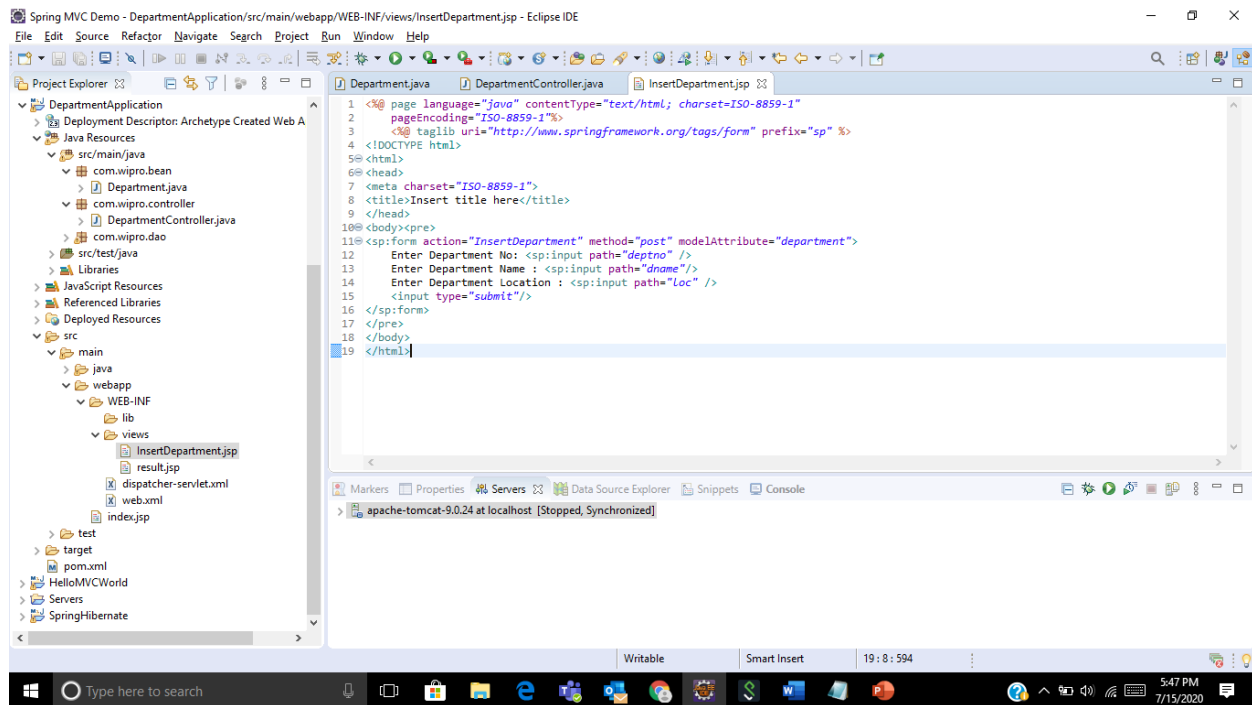 Spring MVC Demo - DepartmentApplication/src/main/webapp/WEB-INF/views/InsertDepartment.jsp - Eclipse IDE
File Edit Source Refactor Navigate Search Project Run Window Help
Project Explorer
DepartmentApplication
Deployment Descriptor: Archetype Created Web A
Java Resources
src/main/java
com.wipro.bean
Department.java
com.wipro.controller
DepartmentController.java
com.wipro.dao
src/test/java
Libraries
JavaScript Resources
Referenced Libraries
Deployed Resources
src
main
java
webapp
WEB-INF
lib
views
InsertDepartment.jsp
result.jsp
dispatcher-servlet.xml
web.xml
index.jsp
test
target
pom.xml
HelloMVCWorld
Servers
SpringHibernate
Department.java DepartmentController.java InsertDepartment.jsp
1 <%@ page language="java" contentType="text/html; charset=ISO-8859-1"
2 pageEncoding="ISO-8859-1"%>
3 <%@ taglib uri="http://www.springframework.org/tags/form" prefix="sp" %>
4 <!DOCTYPE html>
5 <html>
6 <head>
7 <meta charset="ISO-8859-1">
8 <title>Insert title here</title>
9 </head>
10 <body><pre>
11 <sp:form action="InsertDepartment" method="post" modelAttribute="department">
12 Enter Department No: <sp:input path="deptno" />
13 Enter Department Name : <sp:input path="dname"/>
14 Enter Department Location : <sp:input path="loc" />
15 <input type="submit"/>
16 </sp:form>
17 </pre>
18 </body>
19 </html>
Markers Properties Servers Data Source Explorer Snippets Console
apache-tomcat-9.0.24 at localhost [Stopped, Synchronized]
Writable Smart Insert 19 : 8 : 594
Type here to search
5:47 PM
7/15/2020